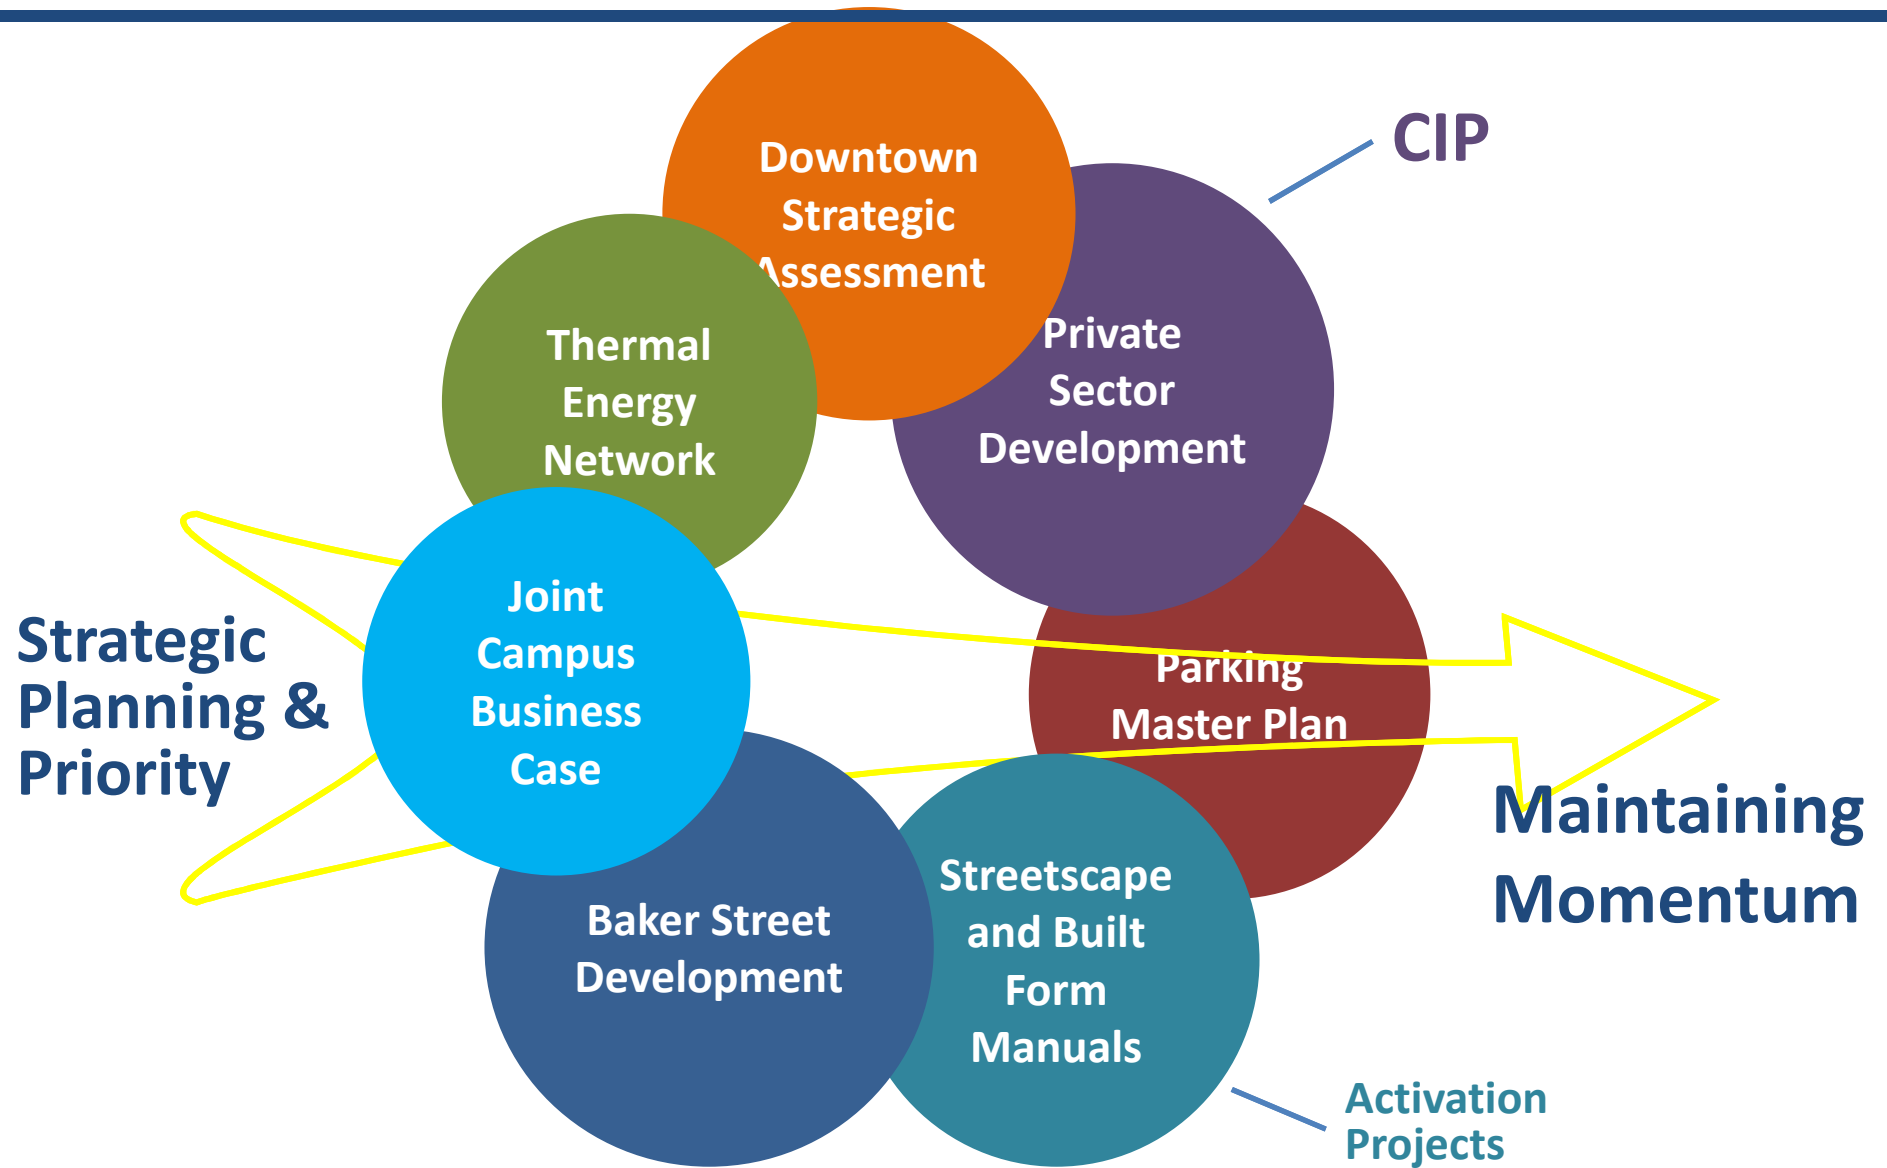 Downtown
Strategic
Assessment
CIP
Private
Sector
Development
Thermal
Energy
Network
Joint
Campus
Business
Case
Strategic
Planning &
Priority
Parking
Master Plan
Maintaining
Momentum
Baker Street
Development
Streetscape
and Built
Form
Manuals
Activation
Projects